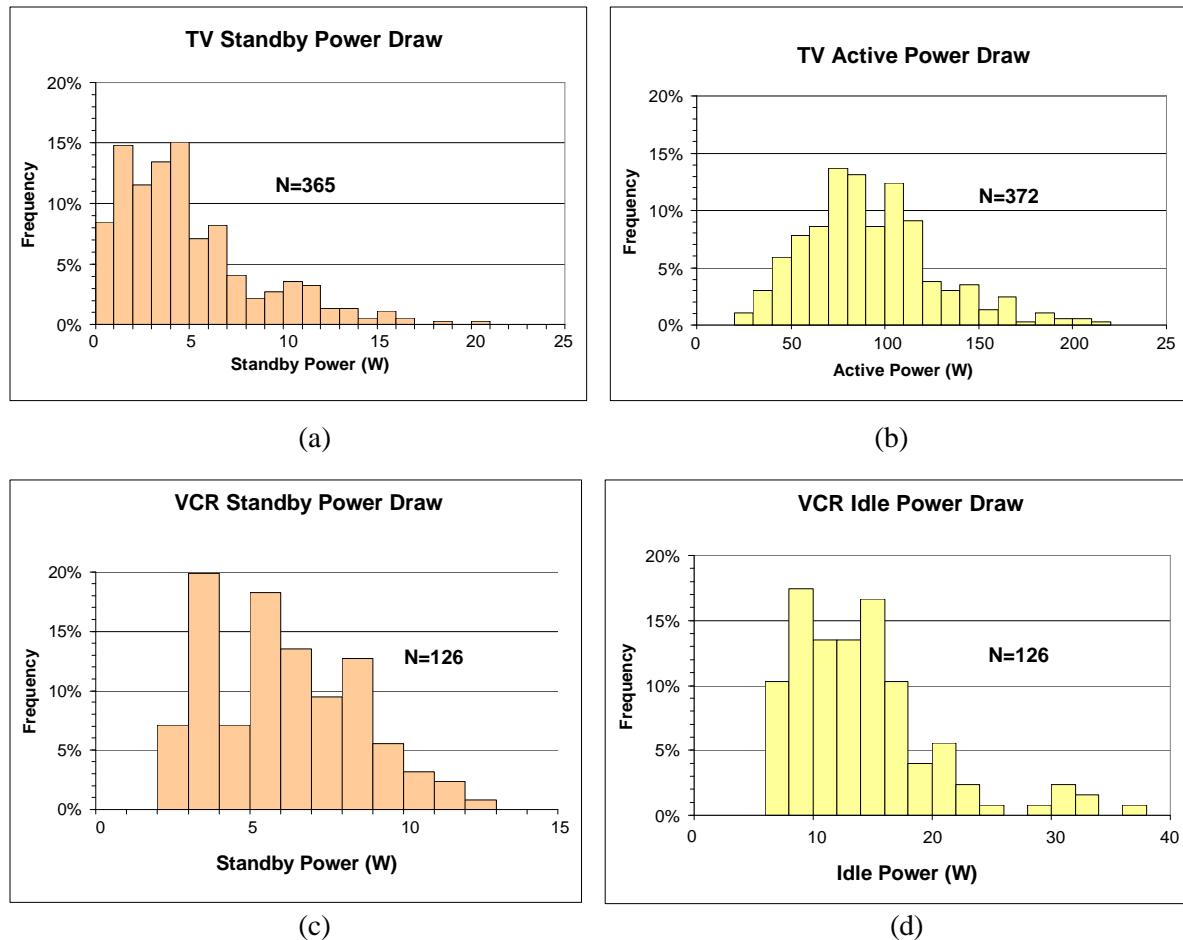 TV Standby Power Draw
20%
15%
10%
5%
0%
Frequency
N=365
0 5 10 15 20 25
Standby Power (W)
(a)
TV Active Power Draw
20%
15%
10%
5%
0%
Frequency
N=372
0 50 100 150 200 25
Active Power (W)
(b)
VCR Standby Power Draw
20%
15%
10%
5%
0%
Frequency
N=126
0 5 10 15
Standby Power (W)
(c)
VCR Idle Power Draw
20%
15%
10%
5%
0%
Frequency
N=126
0 10 20 30 40
Idle Power (W)
(d)